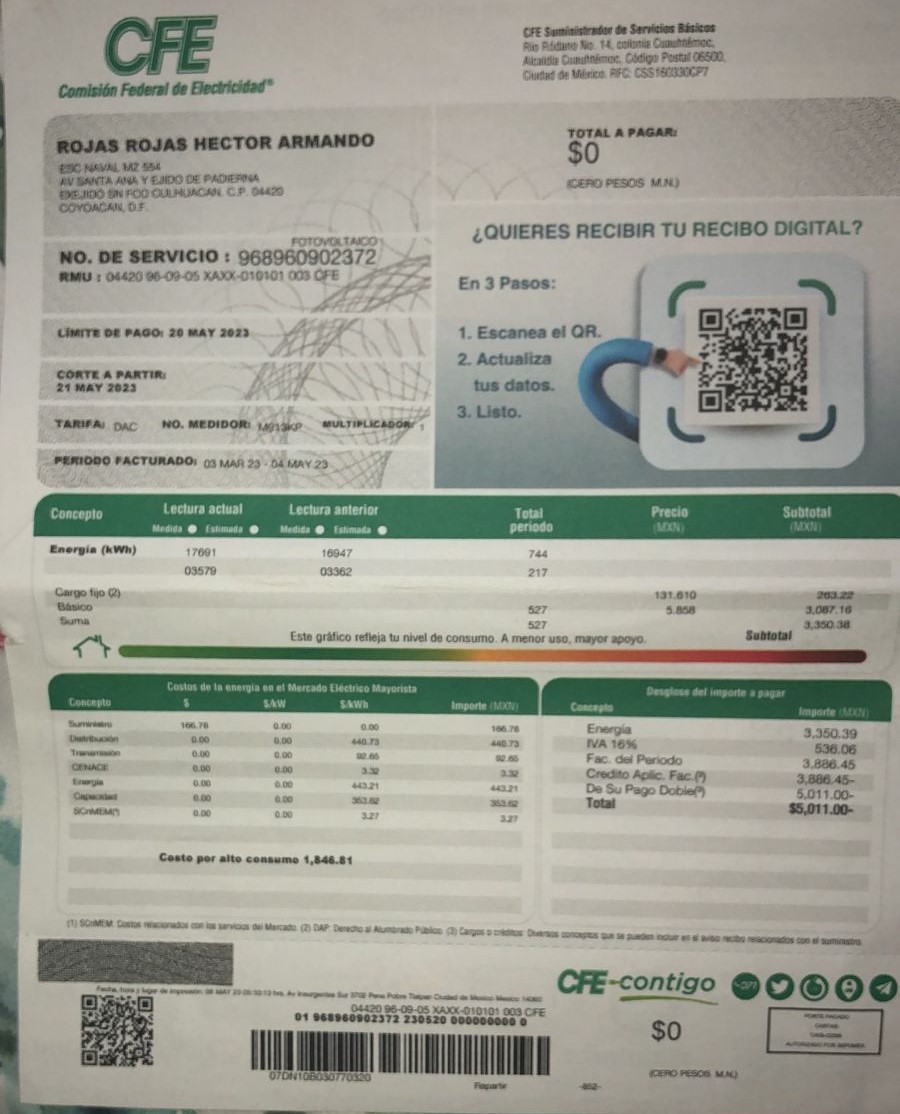 CFE
Comisión Federal de Electricidad®
CFE Suministrador de Servicios Básicos
Río Ródano No. 14, colonia Cuauhtémoc,
Alcaldía Cuauhtémoc, Código Postal 06500,
Ciudad de México. RFC: CSS160330CP7
ROJAS ROJAS HECTOR ARMANDO
ESC NAVAL MZ 554
AV SANTA ANA Y EJIDO DE PADIERNA
EXEJIDO SN FCO CULHUACAN, C.P. 04420
COYOACAN, D.F.
TOTAL A PAGAR:
$0
(CERO PESOS M.N.)
FOTOVOLTAICO
NO. DE SERVICIO : 968960902372
RMU : 04420 96-09-05 XAXX-010101 003 CFE
LÍMITE DE PAGO: 20 MAY 2023
CORTE A PARTIR:
21 MAY 2023
TARIFA: DAC NO. MEDIDOR: M913KP MULTIPLICADOR: 1
PERIODO FACTURADO: 03 MAR 23 - 04 MAY 23
¿QUIERES RECIBIR TU RECIBO DIGITAL?
En 3 Pasos:
1. Escanea el QR.
2. Actualiza
tus datos.
3. Listo.
Concepto Lectura actual Lectura anterior Total periodo Precio (MXN) Subtotal (MXN)
Medida Estimada Medida Estimada
Energía (kWh) 17691 16947 744
03579 03362 217
Cargo fijo (2) 131.610 263.22
Básico 527 5.858 3,087.16
Suma 527 3,350.38
Este gráfico refleja tu nivel de consumo. A menor uso, mayor apoyo. Subtotal
Costos de la energía en el Mercado Eléctrico Mayorista
Concepto $ $/kW $/kWh Importe (MXN)
Suministro 166.78 0.00 0.00 166.78
Distribución 0.00 0.00 440.73 440.73
Transmisión 0.00 0.00 92.65 92.65
CENACE 0.00 0.00 3.32 3.32
Energía 0.00 0.00 443.21 443.21
Capacidad 0.00 0.00 353.62 353.62
SCnMEM(¹) 0.00 0.00 3.27 3.27
Costo por alto consumo 1,846.81
Desglose del importe a pagar
Concepto Importe (MXN)
Energía 3,350.39
IVA 16% 536.06
Fac. del Periodo 3,886.45
Credito Aplic. Fac.(³) 3,886.45-
De Su Pago Doble(³) 5,011.00-
Total $5,011.00-
(1) SCnMEM: Costos relacionados con los servicios del Mercado. (2) DAP: Derecho al Alumbrado Público. (3) Cargos o créditos: Diversos conceptos que se pueden incluir en el aviso recibo relacionados con el suministro.
CFE-contigo
071
Fecha, hora y lugar de impresión: 08 MAY 23 hrs. Av Insurgentes Sur 3702 Pena Pobre Tlalpan Ciudad de Mexico Mexico 14060
04420 96-09-05 XAXX-010101 003 CFE
01 968960902372 230520 000000000 0
07DN10B030770320
Repartir
-852-
$0
(CERO PESOS M.N.)
PORTE PAGADO
CARTAS
AUTORIZADO POR SEPOMEX